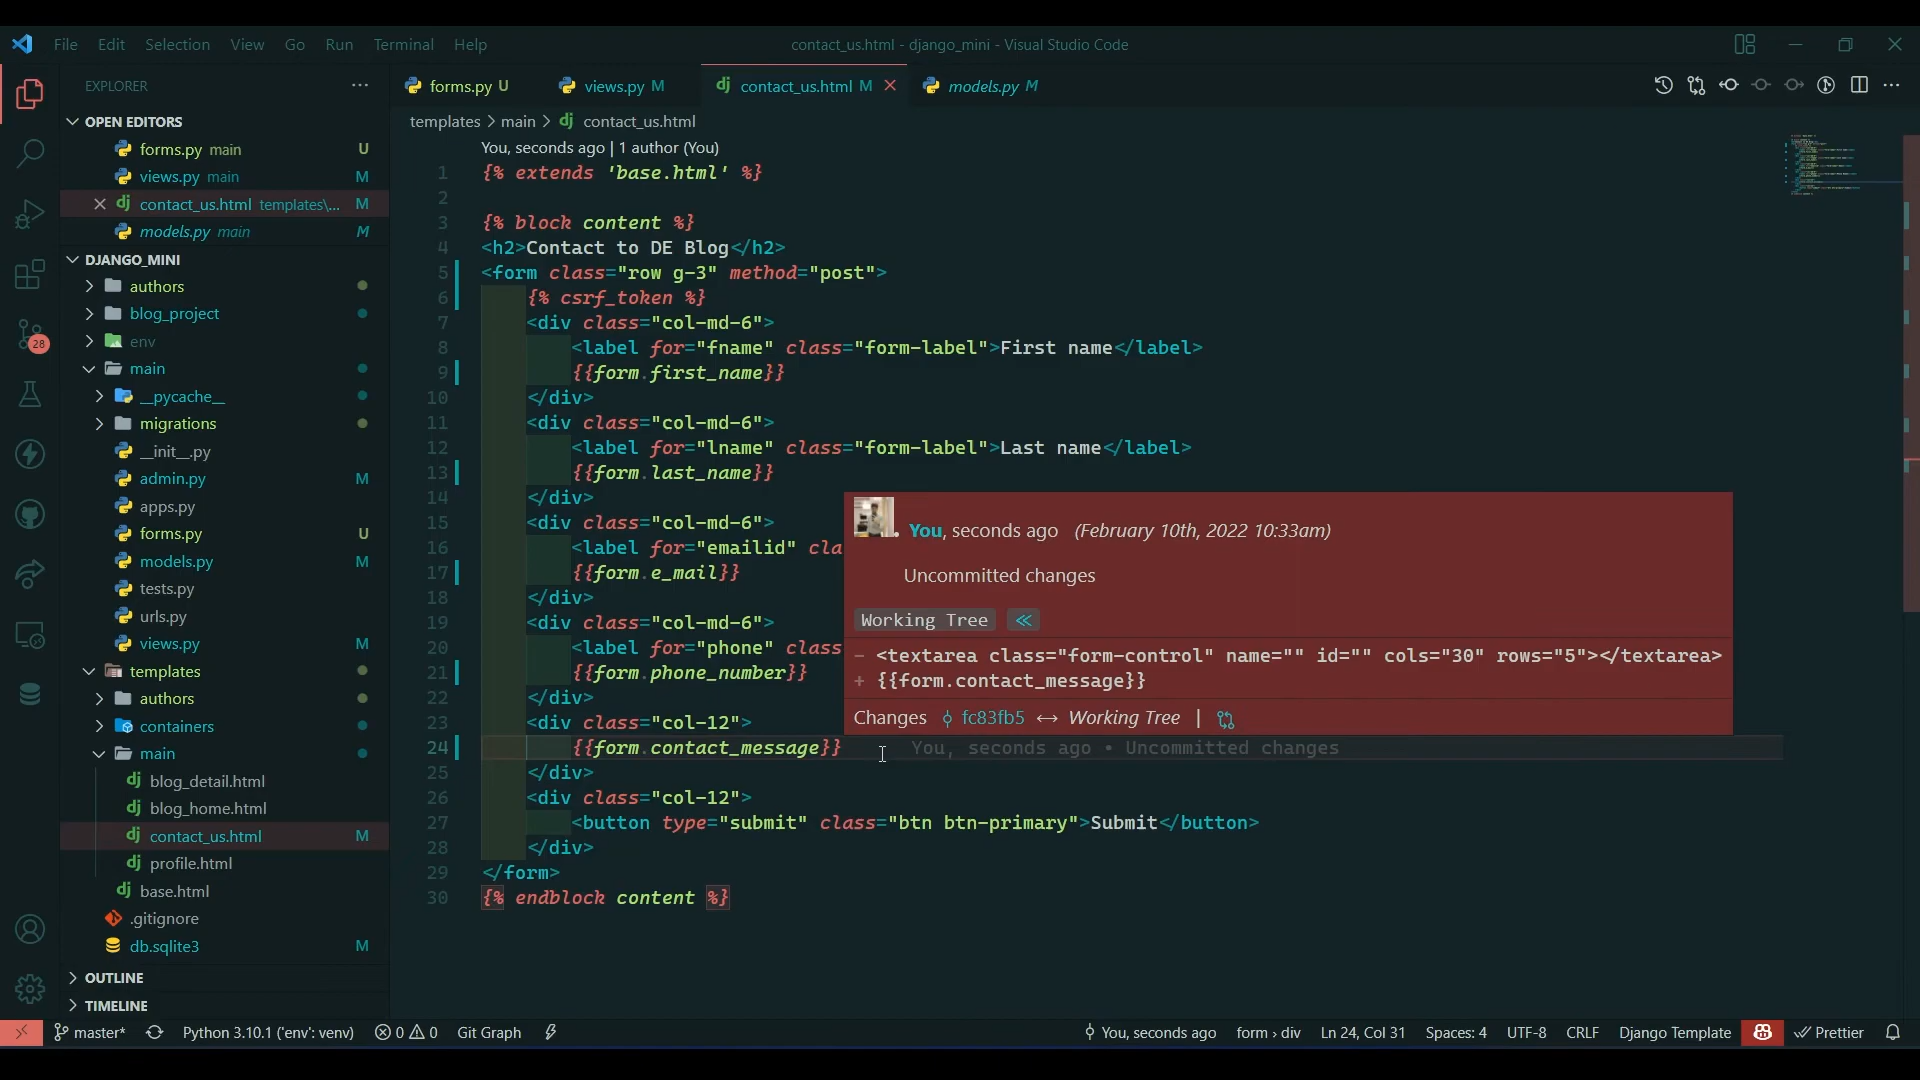 File Edit Selection View Go Run Terminal Help
contact_us.html - django_mini - Visual Studio Code
EXPLORER
OPEN EDITORS
forms.py main U
views.py main M
contact_us.html templates\... M
models.py main M
DJANGO_MINI
authors
blog_project
env
main
__pycache__
migrations
__init__.py
admin.py M
apps.py
forms.py U
models.py M
tests.py
urls.py
views.py M
templates
authors
containers
main
blog_detail.html
blog_home.html
contact_us.html M
profile.html
base.html
.gitignore
db.sqlite3 M
OUTLINE
TIMELINE
28
forms.py U
views.py M
contact_us.html M
models.py M
templates > main > contact_us.html
You, seconds ago | 1 author (You)
1 {% extends 'base.html' %}
2
3 {% block content %}
4 <h2>Contact to DE Blog</h2>
5 <form class="row g-3" method="post">
6 {% csrf_token %}
7 <div class="col-md-6">
8 <label for="fname" class="form-label">First name</label>
9 {{form.first_name}}
10 </div>
11 <div class="col-md-6">
12 <label for="lname" class="form-label">Last name</label>
13 {{form.last_name}}
14 </div>
15 <div class="col-md-6">
16 <label for="emailid" cla
17 {{form.e_mail}}
18 </div>
19 <div class="col-md-6">
20 <label for="phone" class
21 {{form.phone_number}}
22 </div>
23 <div class="col-12">
24 {{form.contact_message}} You, seconds ago • Uncommitted changes
25 </div>
26 <div class="col-12">
27 <button type="submit" class="btn btn-primary">Submit</button>
28 </div>
29 </form>
30 {% endblock content %}
You, seconds ago (February 10th, 2022 10:33am)
Uncommitted changes
Working Tree
- <textarea class="form-control" name="" id="" cols="30" rows="5"></textarea>
+ {{form.contact_message}}
Changes fc83fb5 ↔ Working Tree |
master* Python 3.10.1 ('env': venv) 0 0 Git Graph You, seconds ago form › div Ln 24, Col 31 Spaces: 4 UTF-8 CRLF Django Template Prettier